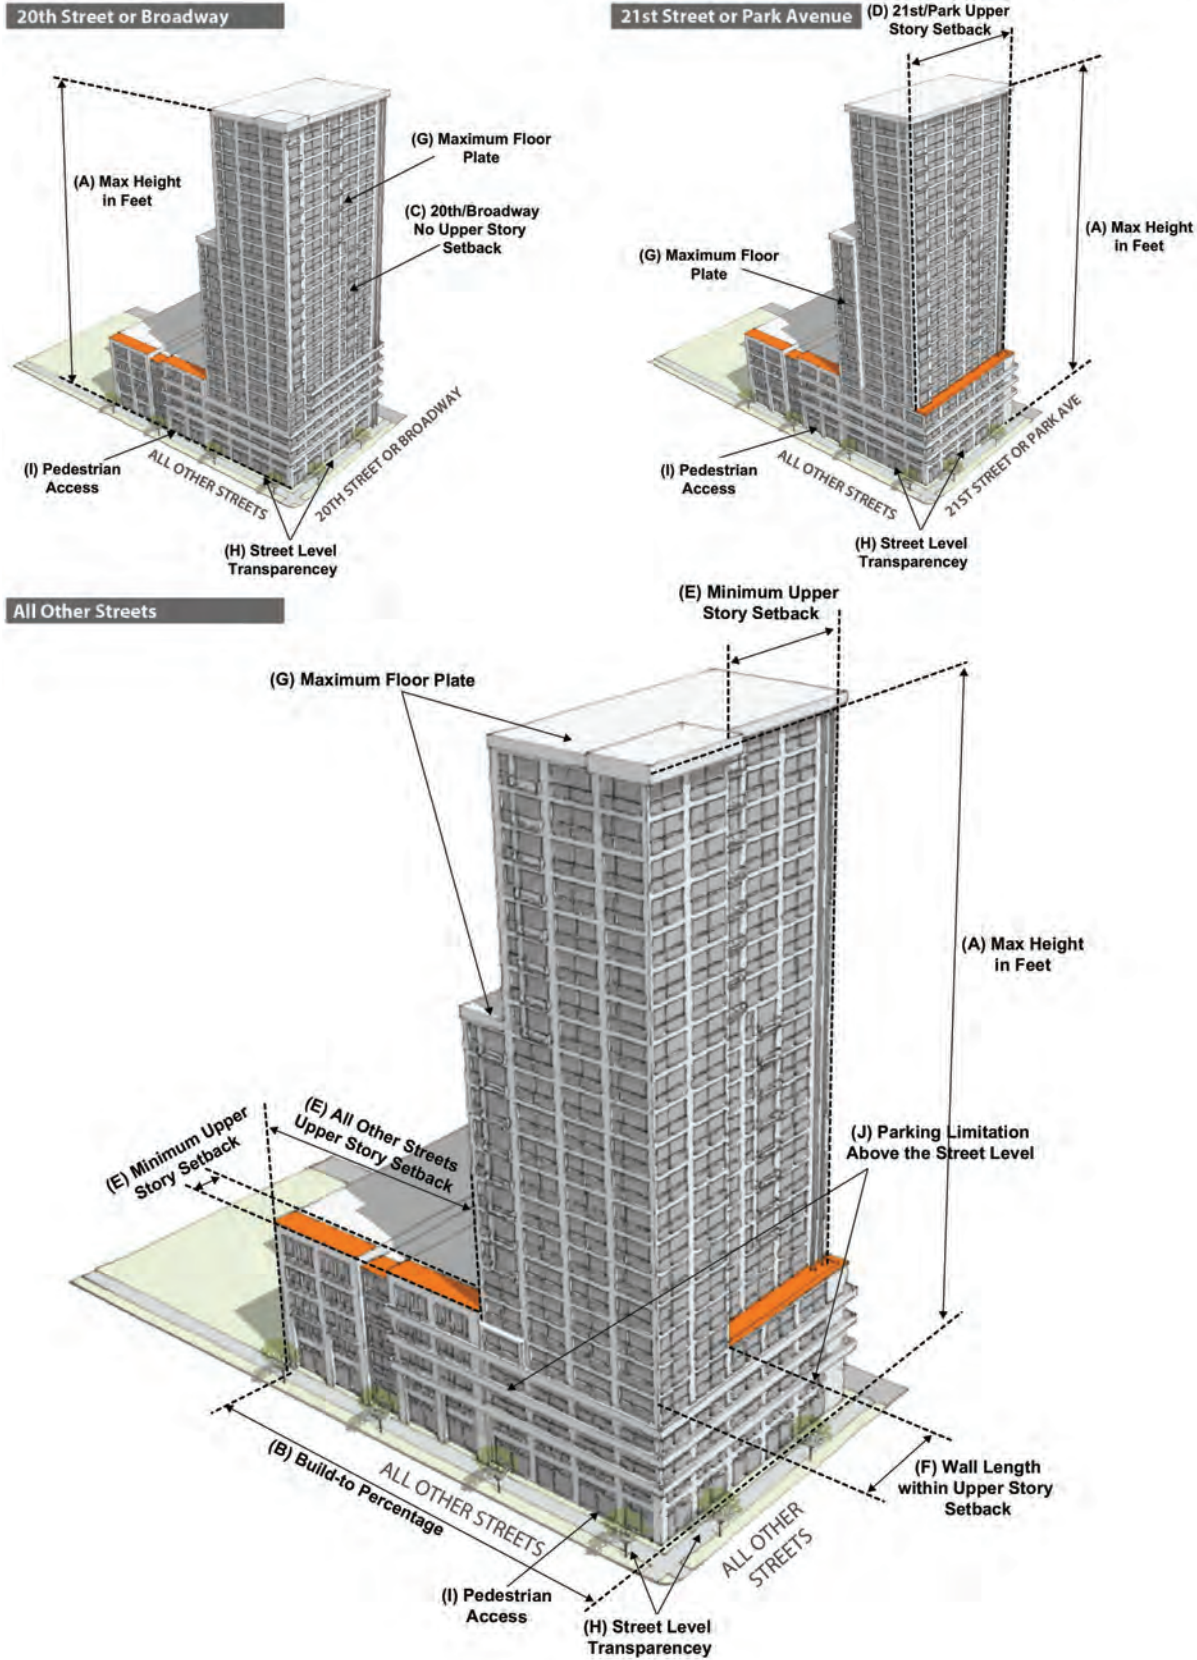 20th Street or Broadway
(A) Max Height
in Feet
(G) Maximum Floor
Plate
(C) 20th/Broadway
No Upper Story
Setback
(I) Pedestrian
Access
ALL OTHER STREETS
20TH STREET OR BROADWAY
(H) Street Level
Transparencey
21st Street or Park Avenue
(D) 21st/Park Upper
Story Setback
(G) Maximum Floor
Plate
(A) Max Height
in Feet
(I) Pedestrian
Access
ALL OTHER STREETS
21ST STREET OR PARK AVE
(H) Street Level
Transparencey
All Other Streets
(E) Minimum Upper
Story Setback
(G) Maximum Floor Plate
(A) Max Height
in Feet
(E) Minimum Upper
Story Setback
(E) All Other Streets
Upper Story Setback
(J) Parking Limitation
Above the Street Level
(B) Build-to Percentage
ALL OTHER STREETS
(F) Wall Length
within Upper Story
Setback
ALL OTHER
STREETS
(I) Pedestrian
Access
(H) Street Level
Transparencey